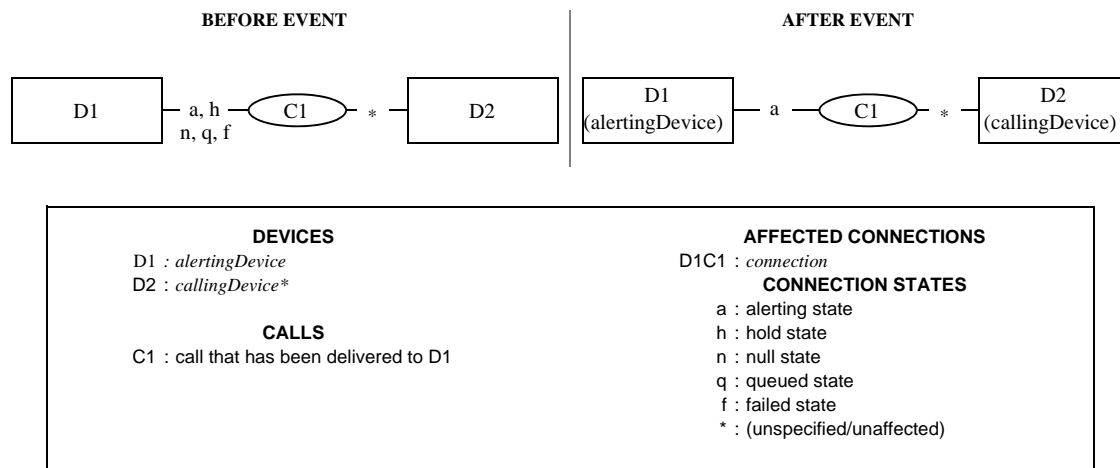 BEFORE EVENT
AFTER EVENT
D1
a, h
n, q, f
C1
*
D2
D1
(alertingDevice)
a
C1
*
D2
(callingDevice)
DEVICES
D1 : alertingDevice
D2 : callingDevice*
CALLS
C1 : call that has been delivered to D1
AFFECTED CONNECTIONS
D1C1 : connection
CONNECTION STATES
a : alerting state
h : hold state
n : null state
q : queued state
f : failed state
* : (unspecified/unaffected)